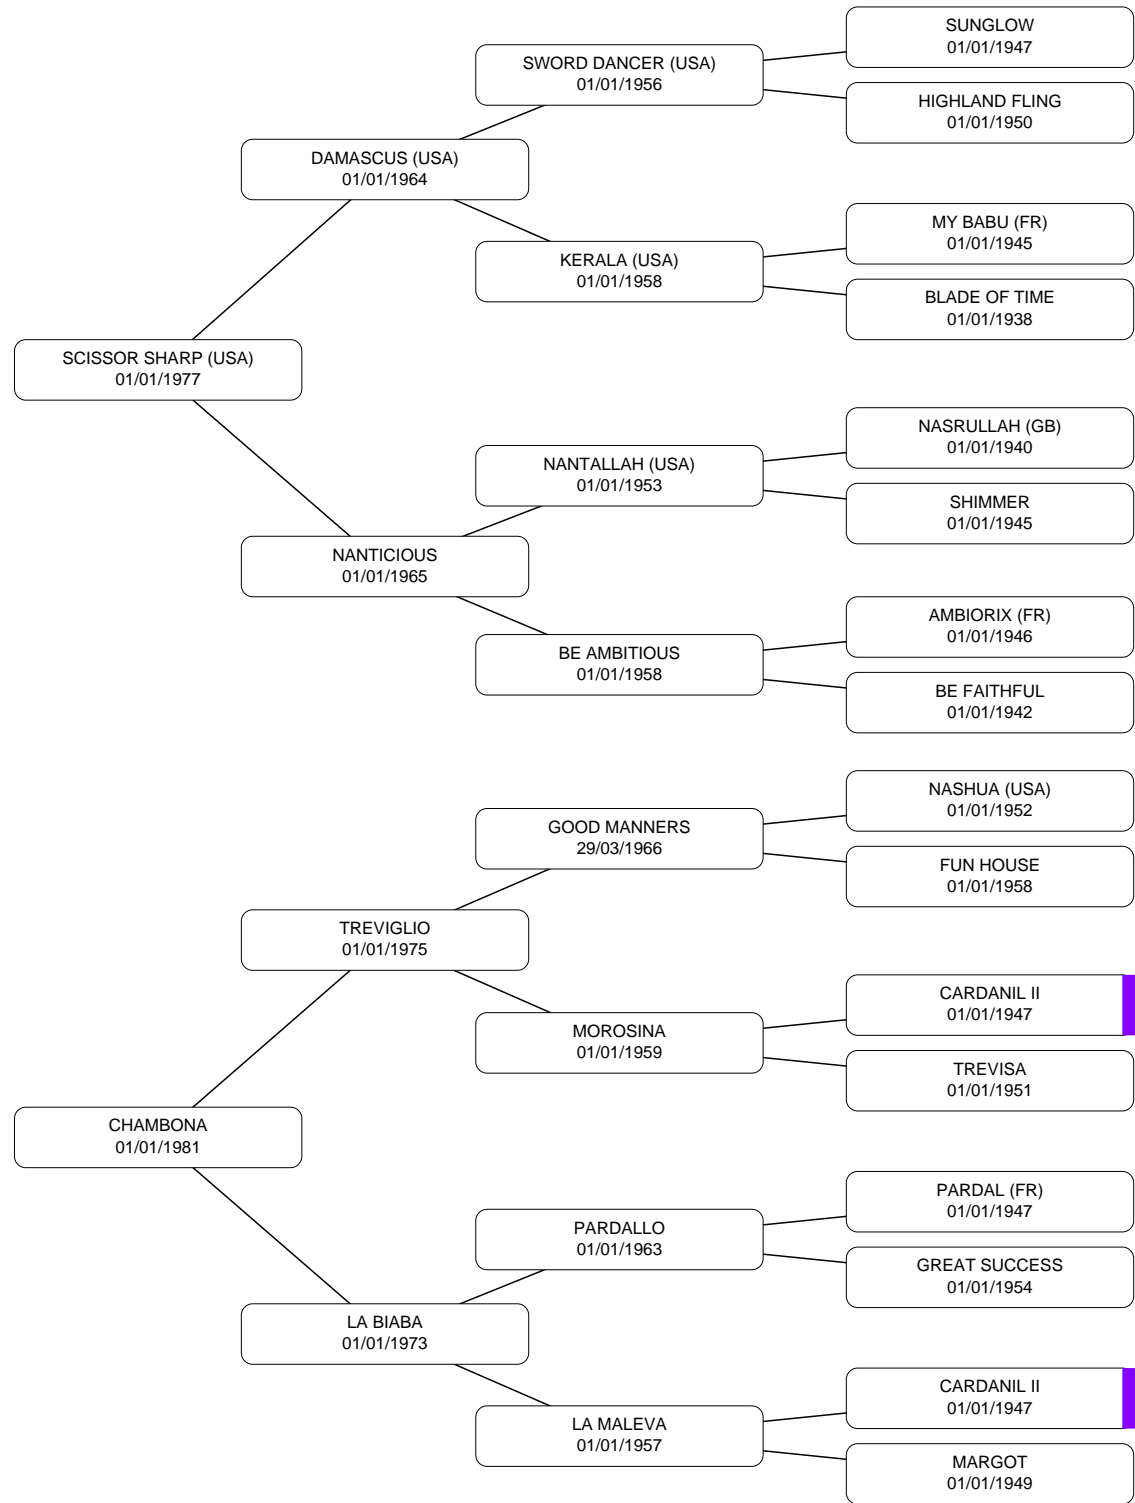 SUNGLOW
01/01/1947
SWORD DANCER (USA)
01/01/1956
HIGHLAND FLING
01/01/1950
DAMASCUS (USA)
01/01/1964
MY BABU (FR)
01/01/1945
KERALA (USA)
01/01/1958
BLADE OF TIME
01/01/1938
SCISSOR SHARP (USA)
01/01/1977
NASRULLAH (GB)
01/01/1940
NANTALLAH (USA)
01/01/1953
SHIMMER
01/01/1945
NANTICIOUS
01/01/1965
AMBIORIX (FR)
01/01/1946
BE AMBITIOUS
01/01/1958
BE FAITHFUL
01/01/1942
NASHUA (USA)
01/01/1952
GOOD MANNERS
29/03/1966
FUN HOUSE
01/01/1958
TREVIGLIO
01/01/1975
CARDANIL II
01/01/1947
MOROSINA
01/01/1959
TREVISA
01/01/1951
CHAMBONA
01/01/1981
PARDAL (FR)
01/01/1947
PARDALLO
01/01/1963
GREAT SUCCESS
01/01/1954
LA BIABA
01/01/1973
CARDANIL II
01/01/1947
LA MALEVA
01/01/1957
MARGOT
01/01/1949